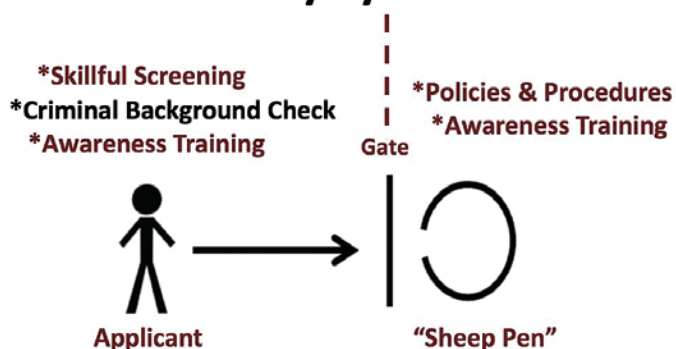 *Skillful Screening
*Criminal Background Check
*Awareness Training
*Policies & Procedures
*Awareness Training
Gate
Applicant
"Sheep Pen"